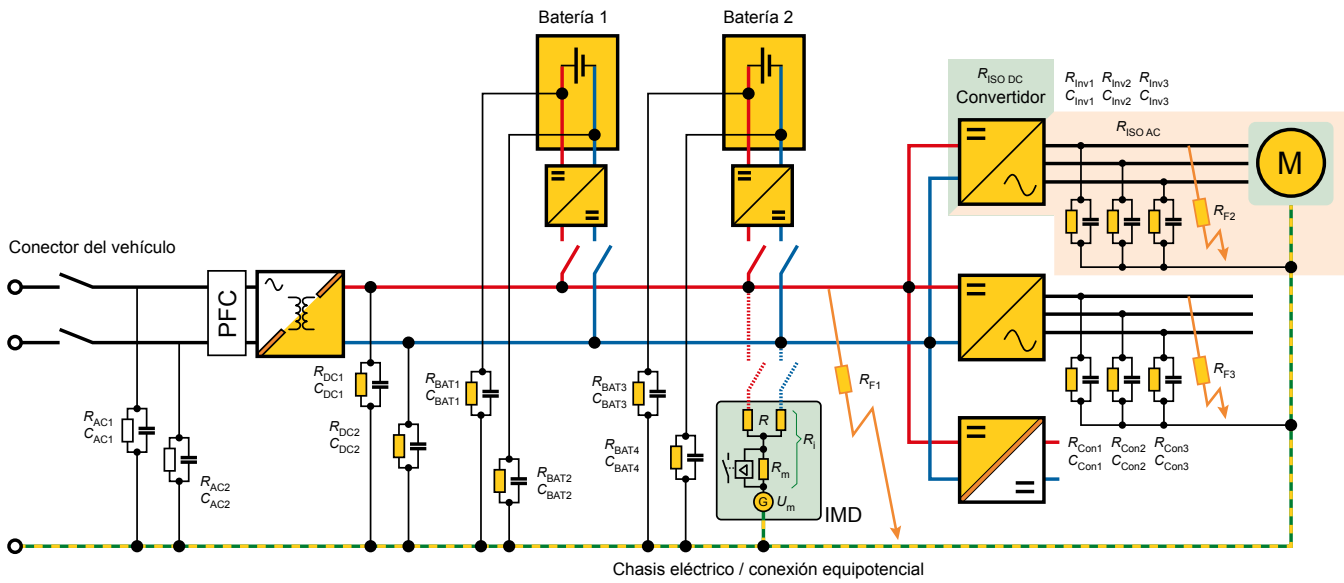 Batería 1
Batería 2
R_ISO DC
Convertidor
R_Inv1 R_Inv2 R_Inv3
C_Inv1 C_Inv2 C_Inv3
R_ISO AC
M
R_F2
Conector del vehículo
PFC
R_DC1
C_DC1
R_BAT1
C_BAT1
R_BAT3
C_BAT3
R_F1
R_F3
R_AC1
C_AC1
R_DC2
C_DC2
R
R_i
R_AC2
C_AC2
R_BAT2
C_BAT2
R_BAT4
C_BAT4
R_m
G
U_m
IMD
R_Con1 R_Con2 R_Con3
C_Con1 C_Con2 C_Con3
Chasis eléctrico / conexión equipotencial